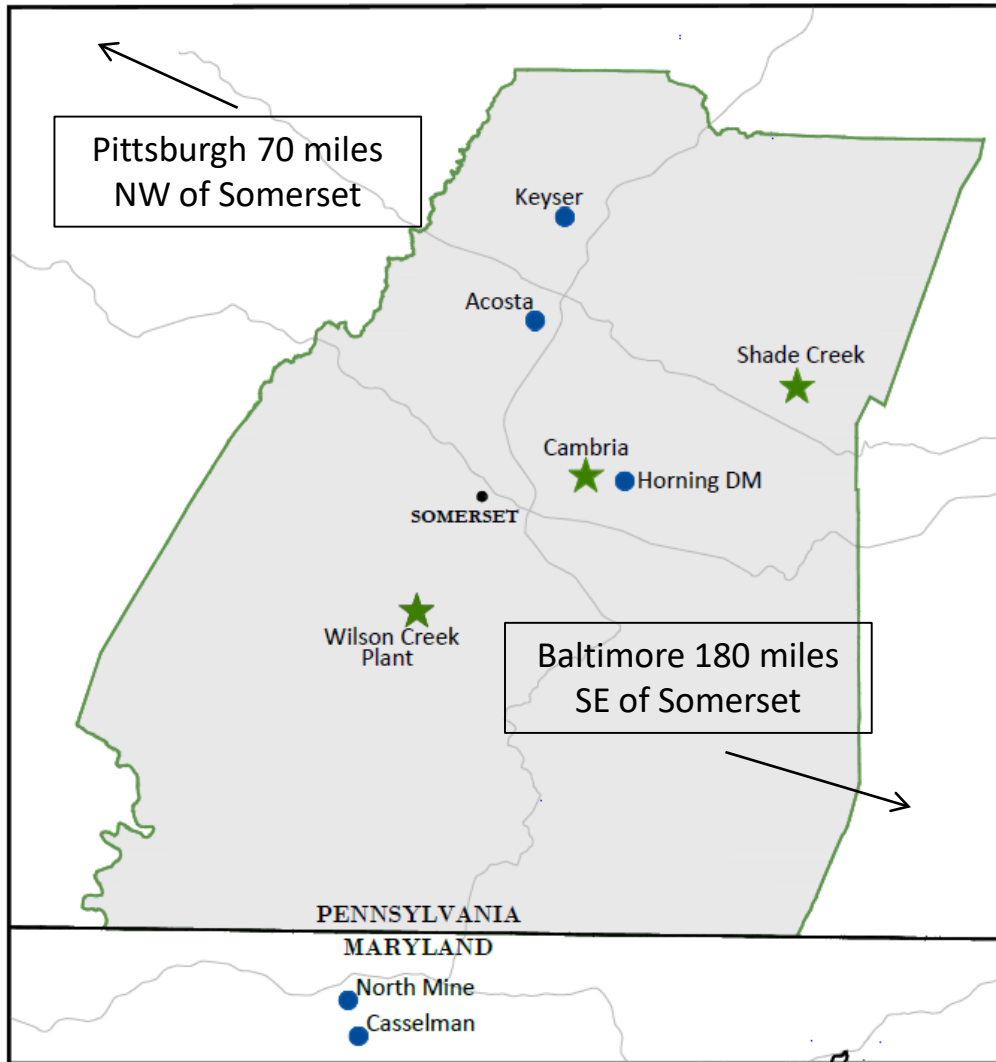 Pittsburgh 70 miles
NW of Somerset
Keyser
Acosta
Shade Creek
Cambria
Horning DM
SOMERSET
Wilson Creek
Plant
Baltimore 180 miles
SE of Somerset
PENNSYLVANIA
MARYLAND
North Mine
Casselman